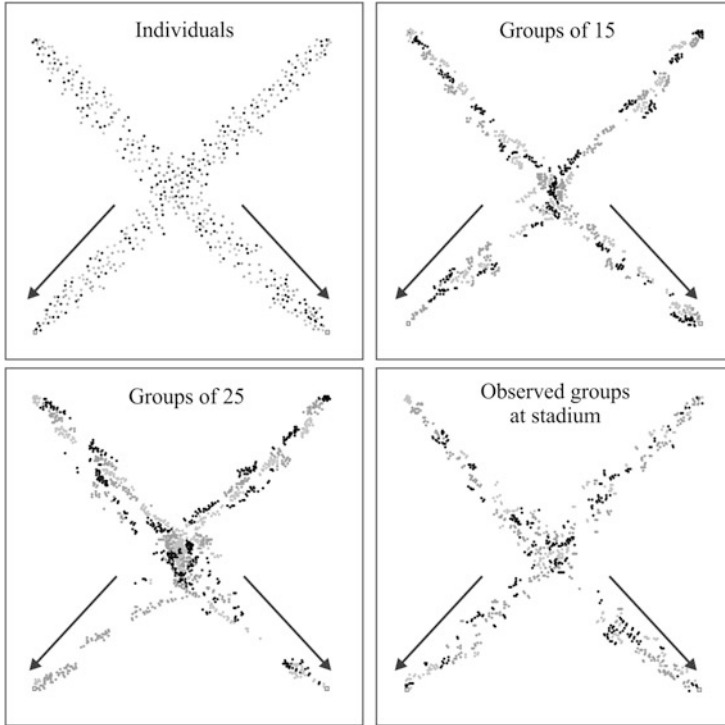 Individuals
Groups of 15
Groups of 25
Observed groups
at stadium